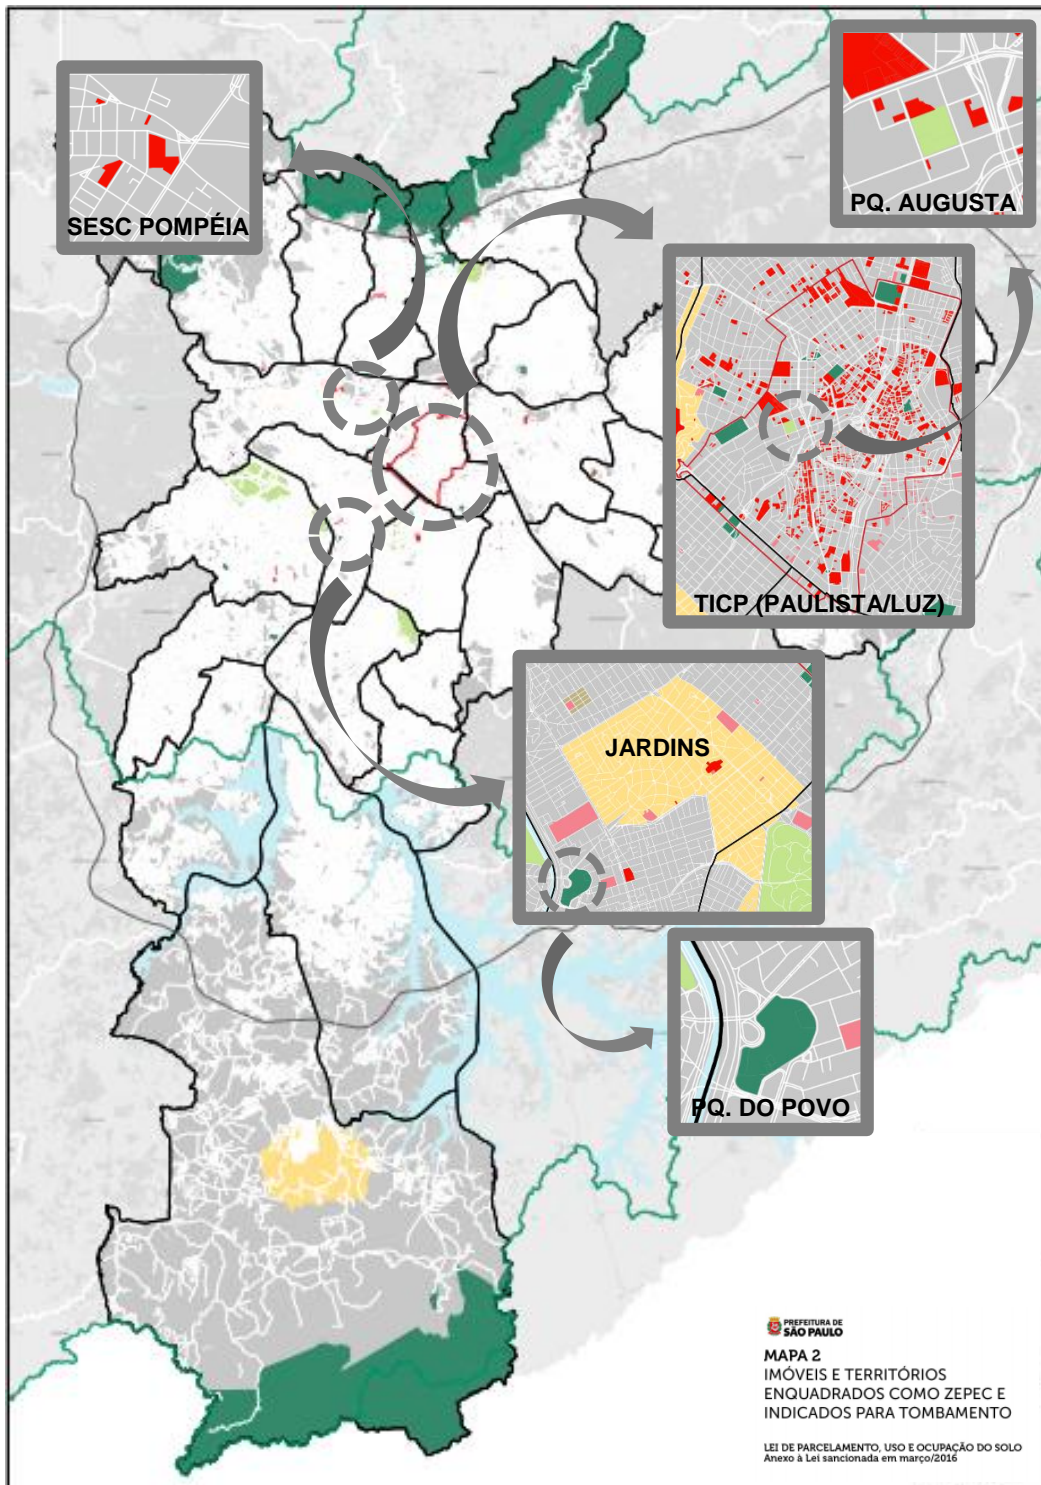 SESC POMPÉIA
PQ. AUGUSTA
TICP (PAULISTA/LUZ)
JARDINS
PQ. DO POVO
PREFEITURA DE
SÃO PAULO
MAPA 2
IMÓVEIS E TERRITÓRIOS
ENQUADRADOS COMO ZEPEC E
INDICADOS PARA TOMBAMENTO
LEI DE PARCELAMENTO, USO E OCUPAÇÃO DO SOLO
Anexo à Lei sancionada em março/2016